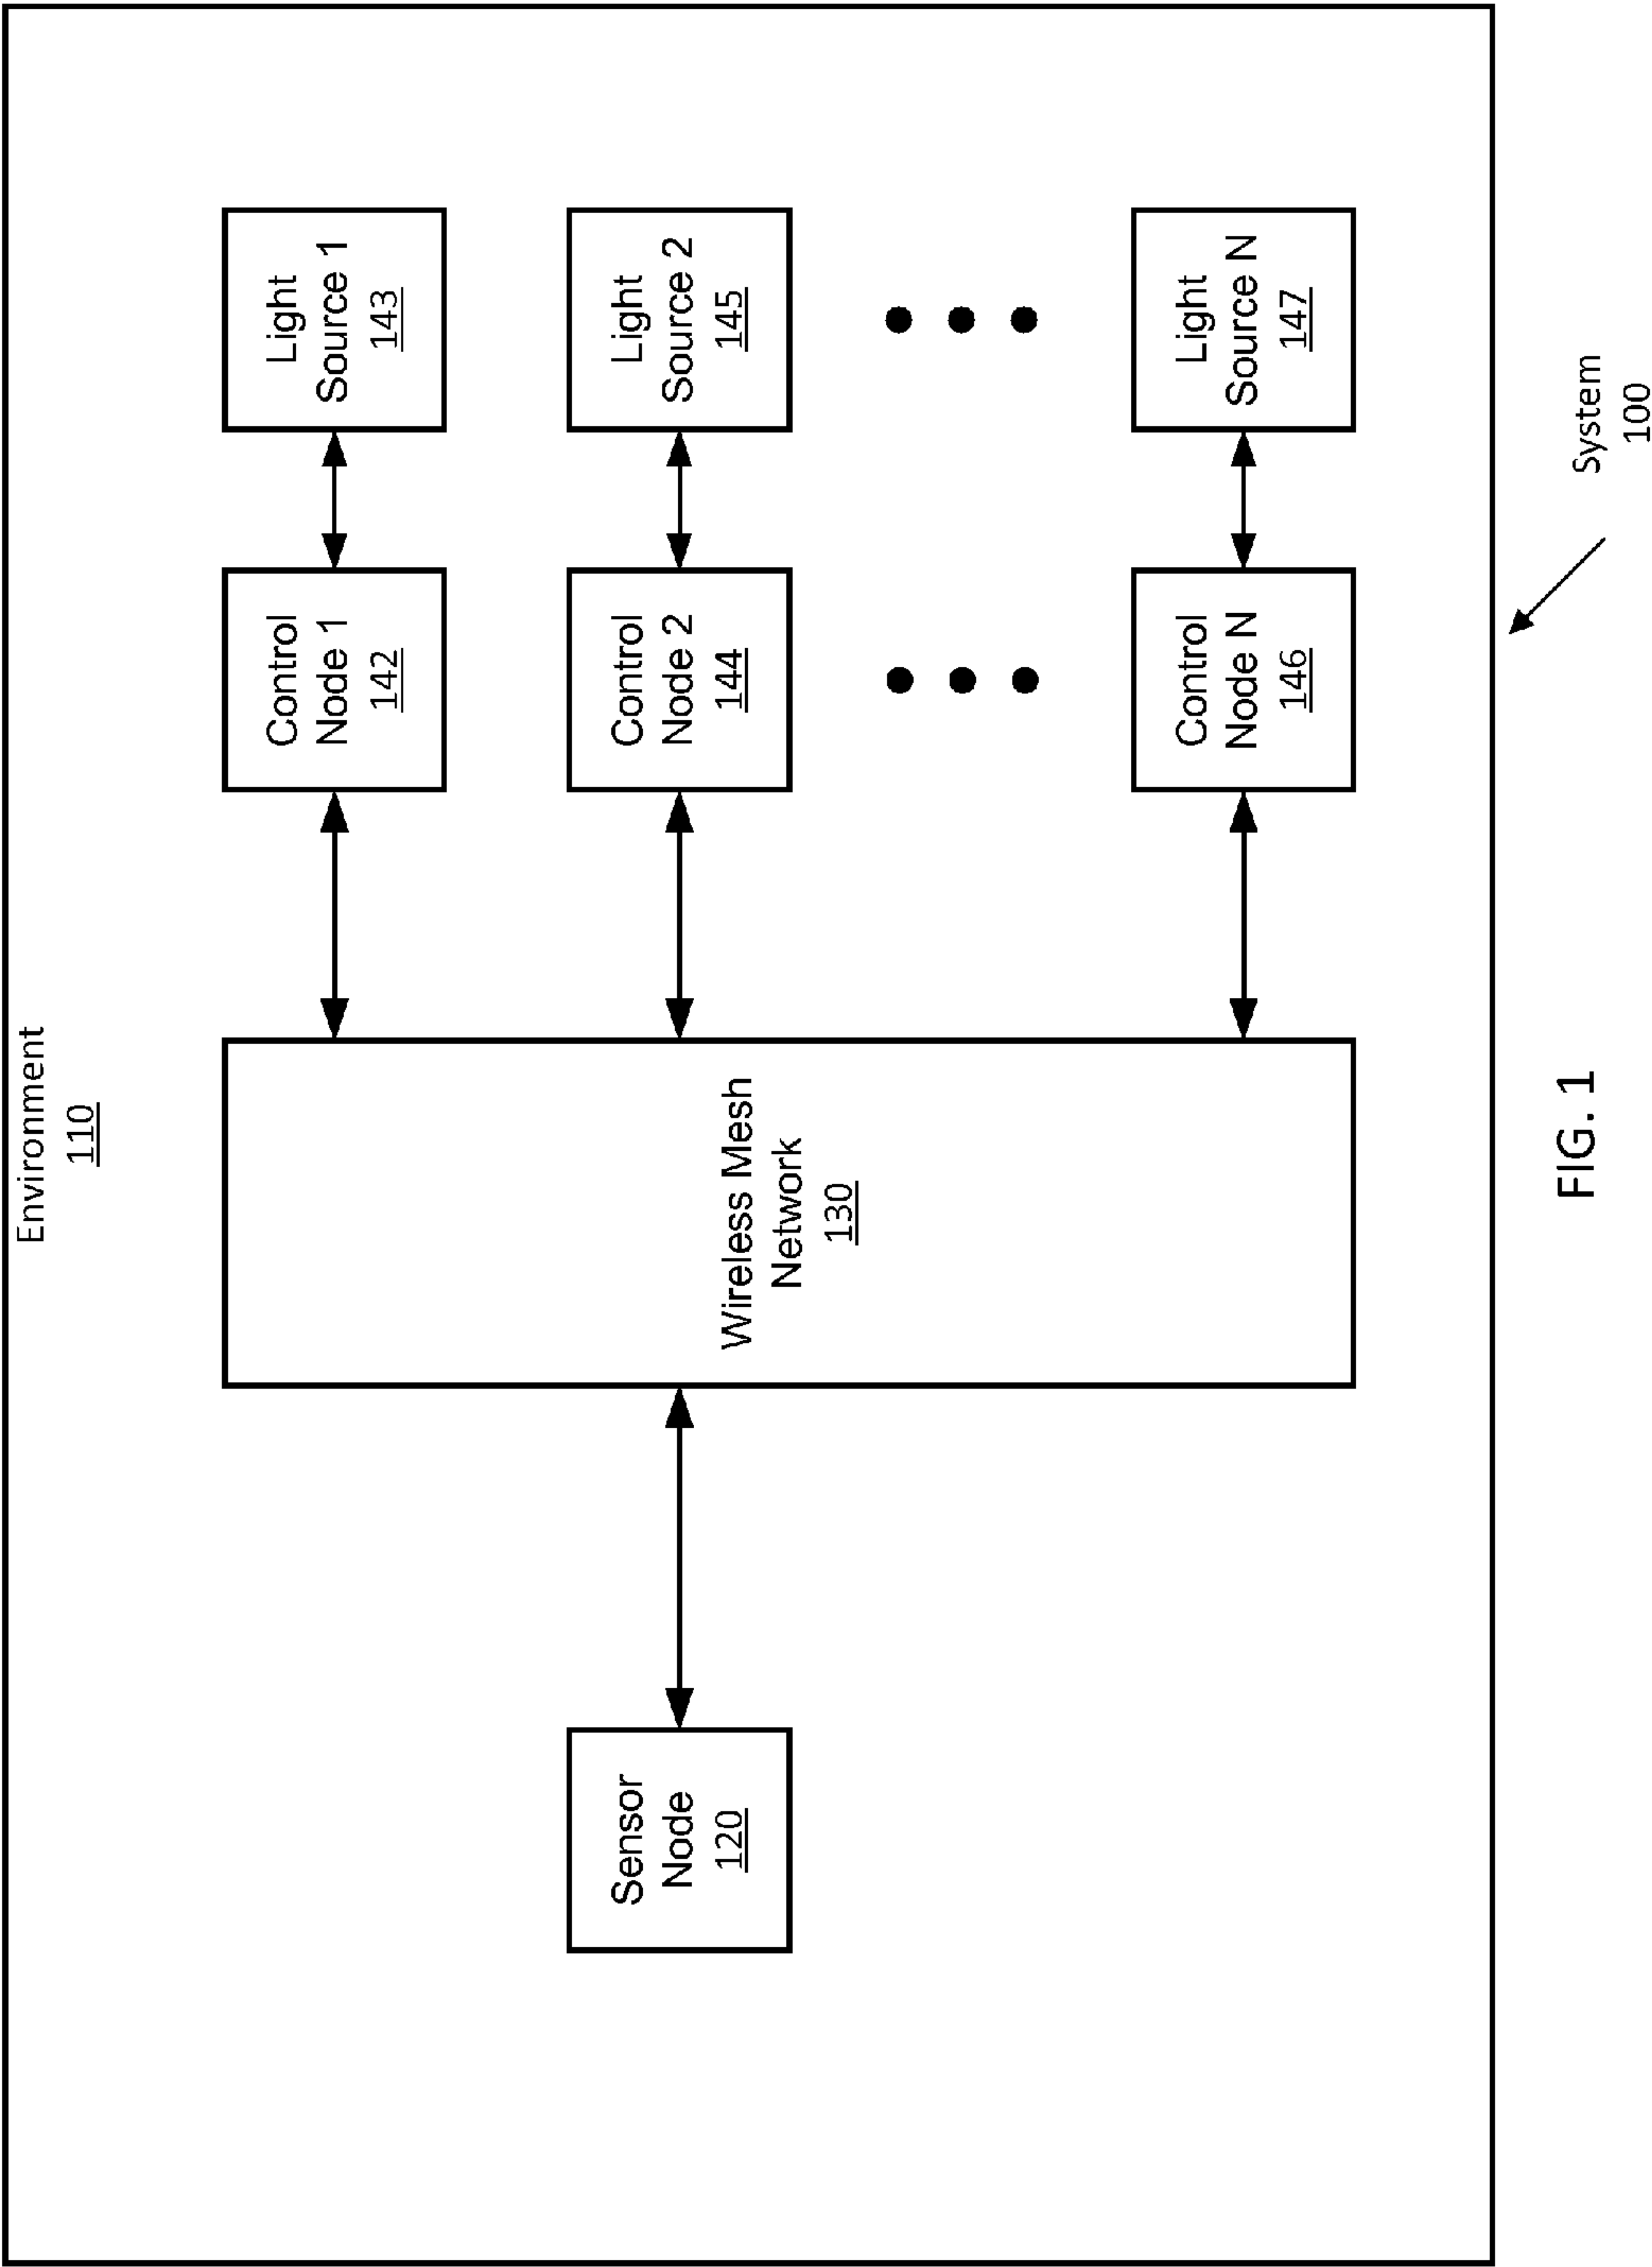 Environment
110
Sensor
Node
120
Wireless Mesh
Network
130
Control
Node 1
142
Light
Source 1
143
Control
Node 2
144
Light
Source 2
145
Control
Node N
146
Light
Source N
147
System
100
FIG. 1